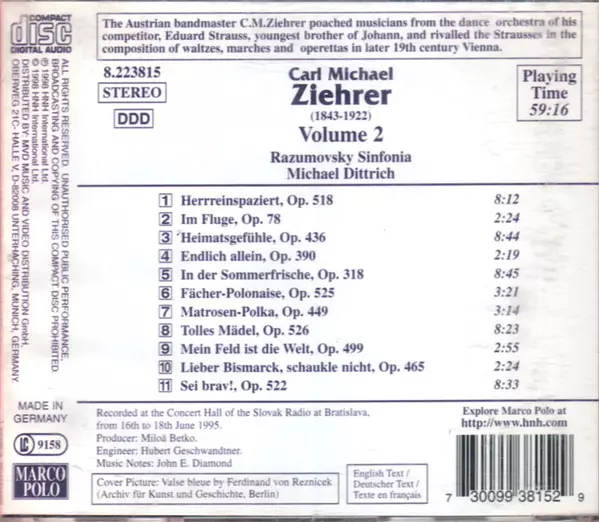 COMPACT
disc
DIGITAL AUDIO
The Austrian bandmaster C.M.Ziehrer poached musicians from the dance orchestra of his
competitor, Eduard Strauss, youngest brother of Johann, and rivalled the Strausses in the
composition of waltzes, marches and operettas in later 19th century Vienna.
8.223815
STEREO
DDD
Carl Michael
Ziehrer
(1843-1922)
Volume 2
Razumovsky Sinfonia
Michael Dittrich
Playing
Time
59:16
1 Herrreinspaziert, Op. 518 8:12
2 Im Fluge, Op. 78 2:24
3 Heimatsgefühle, Op. 436 8:44
4 Endlich allein, Op. 390 2:19
5 In der Sommerfrische, Op. 318 8:45
6 Fächer-Polonaise, Op. 525 3:21
7 Matrosen-Polka, Op. 449 3:14
8 Tolles Mädel, Op. 526 8:23
9 Mein Feld ist die Welt, Op. 499 2:55
10 Lieber Bismarck, schaukle nicht, Op. 465 2:24
11 Sei brav!, Op. 522 8:33
ALL RIGHTS RESERVED. UNAUTHORISED PUBLIC PERFORMANCE,
BROADCASTING AND COPYING OF THIS COMPACT DISC PROHIBITED
℗ 1998 HNH International Ltd.
© 1998 HNH International Ltd.
DISTRIBUTED BY: MVD MUSIC AND VIDEO DISTRIBUTION GmbH,
OBERWEG 21C- HALLE V, D-82008 UNTERHACHING, MUNICH, GERMANY.
MADE IN
GERMANY
LC 9158
MARCO
POLO
Recorded at the Concert Hall of the Slovak Radio at Bratislava,
from 16th to 18th June 1995.
Producer: Miloš Betko.
Engineer: Hubert Geschwandtner.
Music Notes: John E. Diamond
Cover Picture: Valse bleue by Ferdinand von Reznicek
(Archiv für Kunst und Geschichte, Berlin)
English Text /
Deutscher Text /
Texte en français
Explore Marco Polo at
http://www.hnh.com
7 30099 38152 9